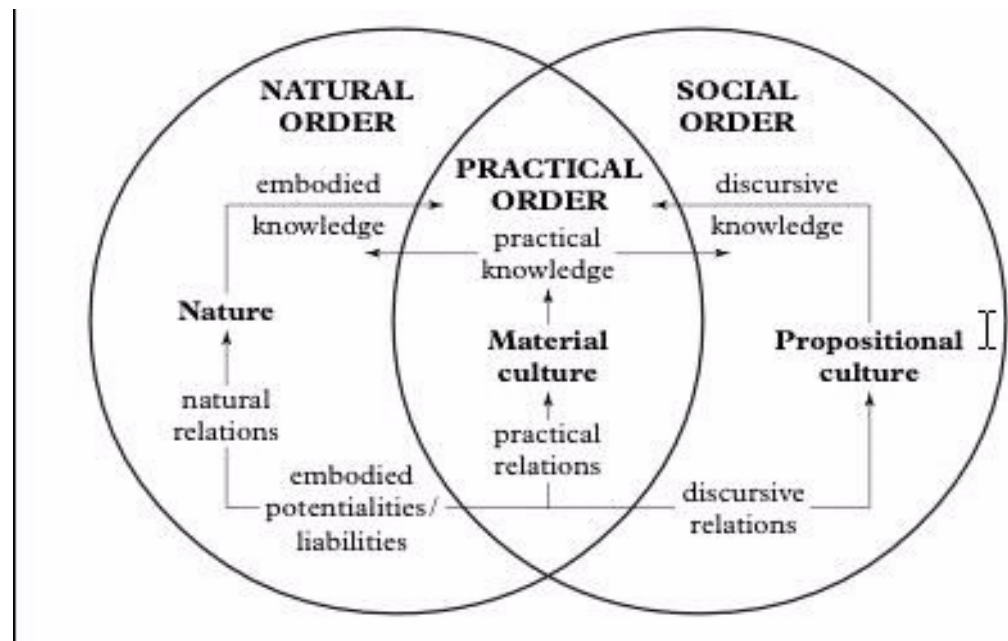 NATURAL
ORDER
SOCIAL
ORDER
PRACTICAL
ORDER
embodied
knowledge
discursive
knowledge
practical
knowledge
Nature
Material
culture
Propositional
culture
natural
relations
practical
relations
embodied
potentialities/
liabilities
discursive
relations